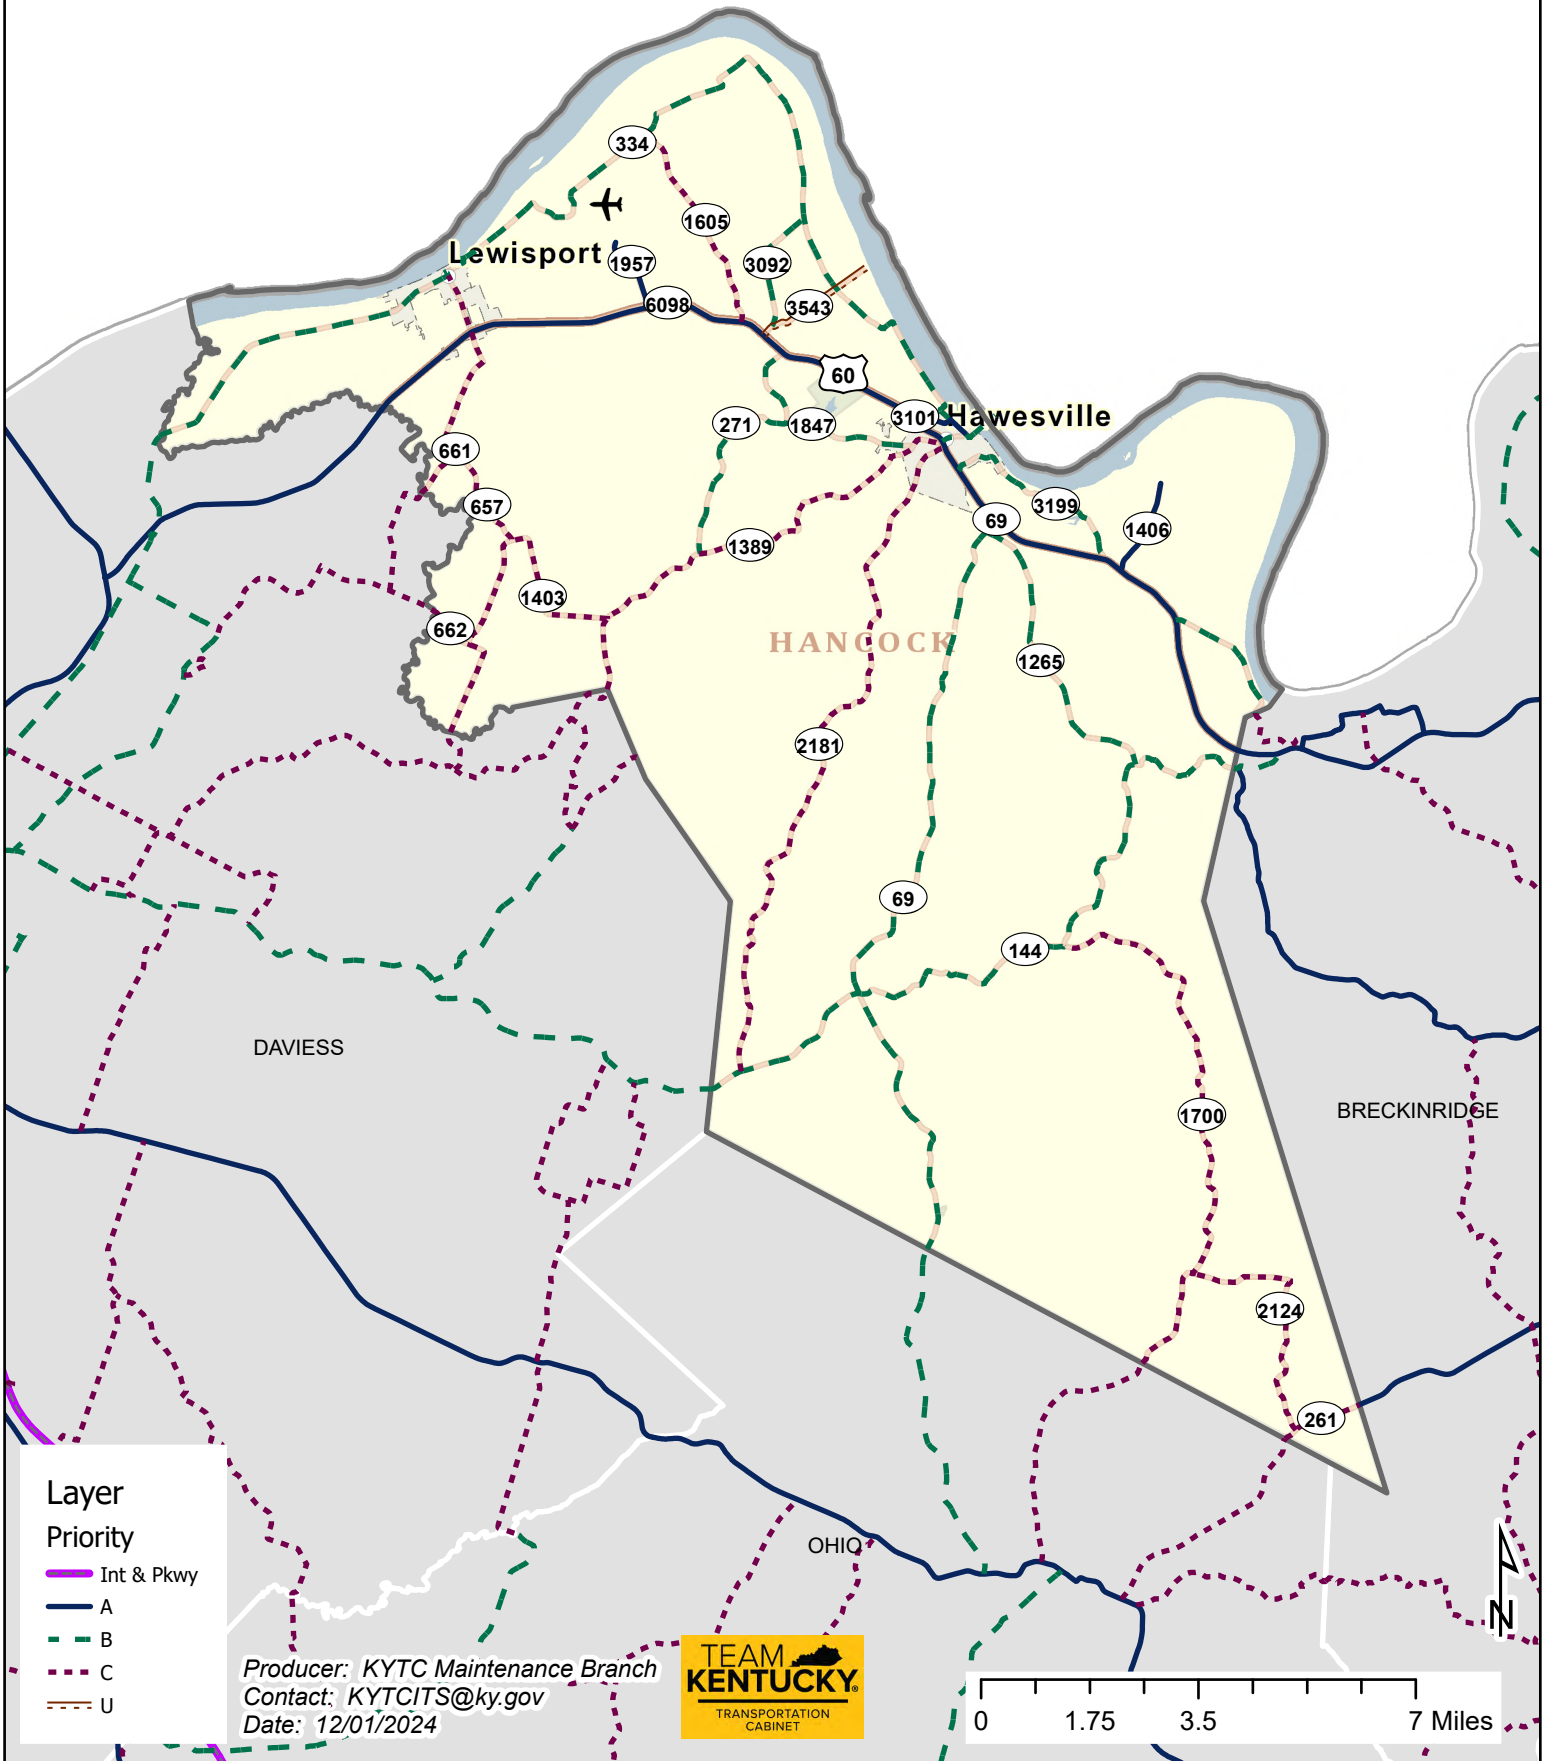 334
1605
Lewisport
1957
3092
6098
3543
60
271
1847
3101
Hawesville
661
657
69
3199
1406
1389
1403
662
HANCOCK
1265
2181
69
144
DAVIESS
1700
BRECKINRIDGE
2124
261
OHIO
Layer
Priority
Int & Pkwy
A
B
C
U
Producer: KYTC Maintenance Branch
Contact: KYTCITS@ky.gov
Date: 12/01/2024
TEAM
KENTUCKY®
TRANSPORTATION
CABINET
N
0 1.75 3.5 7 Miles